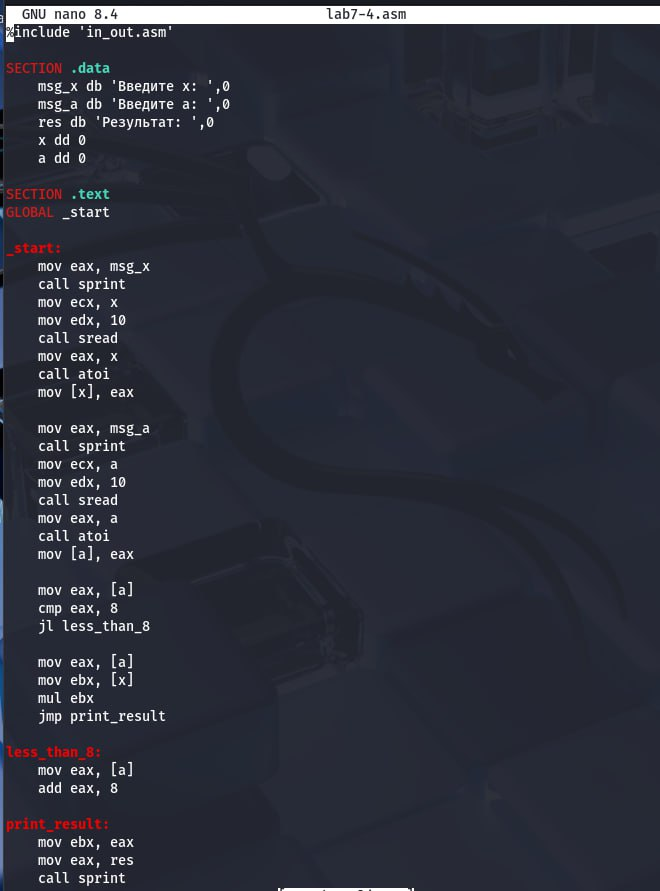 GNU nano 8.4 lab7-4.asm
%include 'in_out.asm'
SECTION .data
msg_x db 'Введите x: ',0
msg_a db 'Введите a: ',0
res db 'Результат: ',0
x dd 0
a dd 0
SECTION .text
GLOBAL _start
_start:
mov eax, msg_x
call sprint
mov ecx, x
mov edx, 10
call sread
mov eax, x
call atoi
mov [x], eax
mov eax, msg_a
call sprint
mov ecx, a
mov edx, 10
call sread
mov eax, a
call atoi
mov [a], eax
mov eax, [a]
cmp eax, 8
jl less_than_8
mov eax, [a]
mov ebx, [x]
mul ebx
jmp print_result
less_than_8:
mov eax, [a]
add eax, 8
print_result:
mov ebx, eax
mov eax, res
call sprint